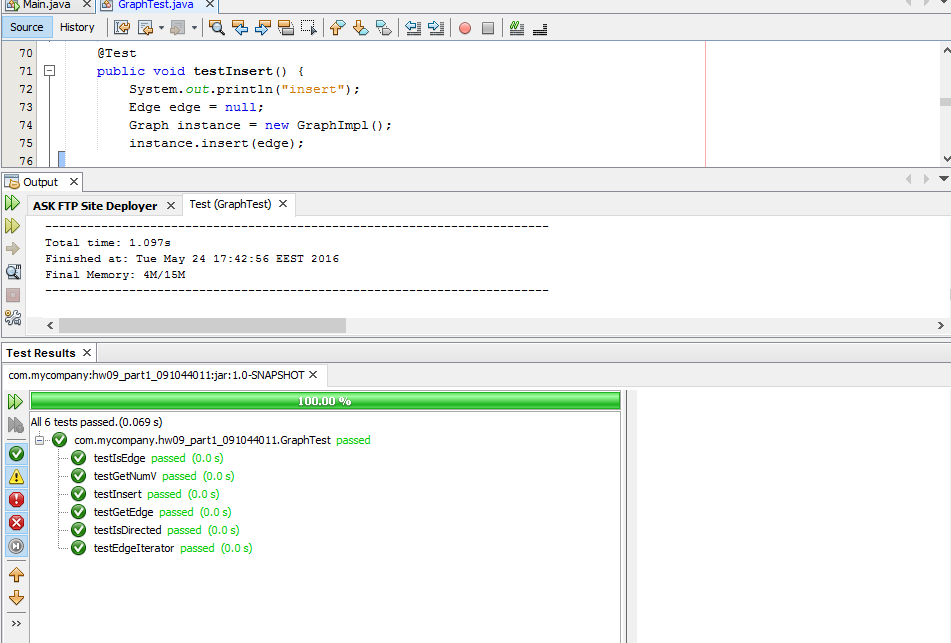 Main.java
GraphTest.java
Source History
70 @Test
71 public void testInsert() {
72 System.out.println("insert");
73 Edge edge = null;
74 Graph instance = new GraphImpl();
75 instance.insert(edge);
76
Output
ASK FTP Site Deployer Test (GraphTest)
------------------------------------------------------------------------
Total time: 1.097s
Finished at: Tue May 24 17:42:56 EEST 2016
Final Memory: 4M/15M
------------------------------------------------------------------------
Test Results
com.mycompany:hw09_part1_091044011:jar:1.0-SNAPSHOT
100.00 %
All 6 tests passed.(0.069 s)
com.mycompany.hw09_part1_091044011.GraphTest passed
testIsEdge passed (0.0 s)
testGetNumV passed (0.0 s)
testInsert passed (0.0 s)
testGetEdge passed (0.0 s)
testIsDirected passed (0.0 s)
testEdgeIterator passed (0.0 s)